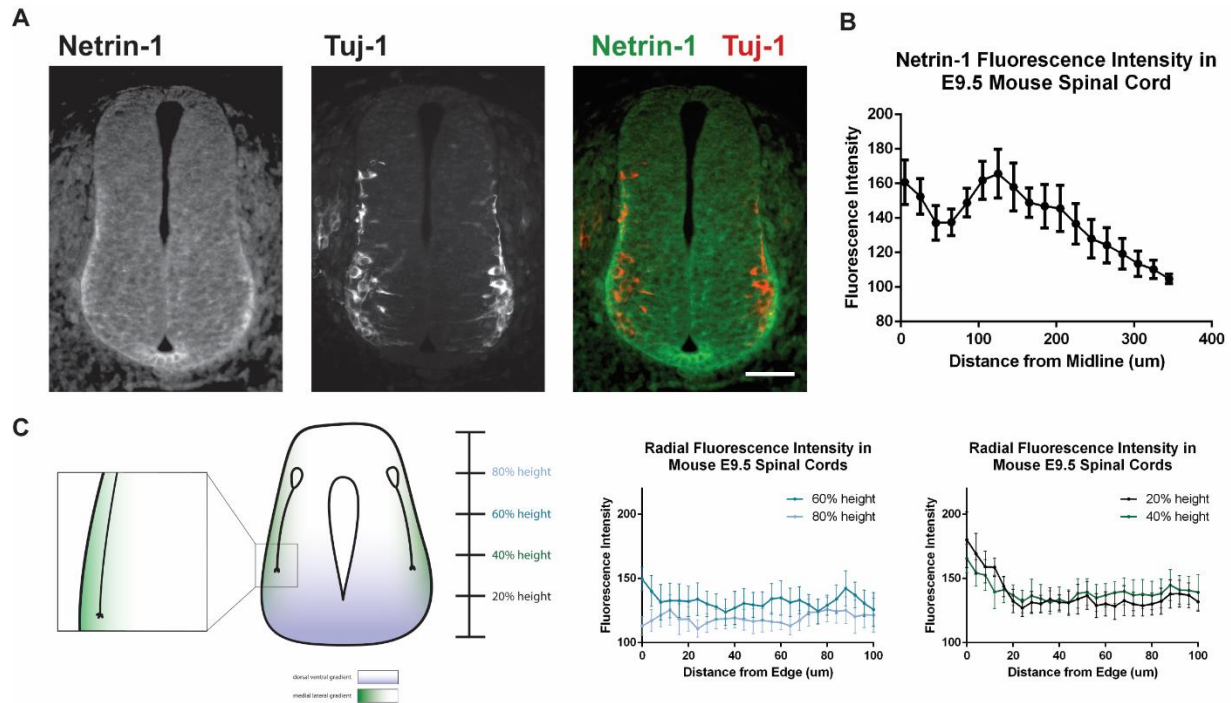 A
Netrin-1
Tuj-1
Netrin-1 Tuj-1
B
Netrin-1 Fluorescence Intensity in
E9.5 Mouse Spinal Cord
Fluorescence Intensity
200
180
160
140
120
100
80
0
100
200
300
400
Distance from Midline (um)
C
80% height
60% height
40% height
20% height
dorsal ventral gradient
medial lateral gradient
Radial Fluorescence Intensity in
Mouse E9.5 Spinal Cords
60% height
80% height
Fluorescence Intensity
200
150
100
0
20
40
60
80
100
Distance from Edge (um)
Radial Fluorescence Intensity in
Mouse E9.5 Spinal Cords
20% height
40% height
Fluorescence Intensity
200
150
100
0
20
40
60
80
100
Distance from Edge (um)